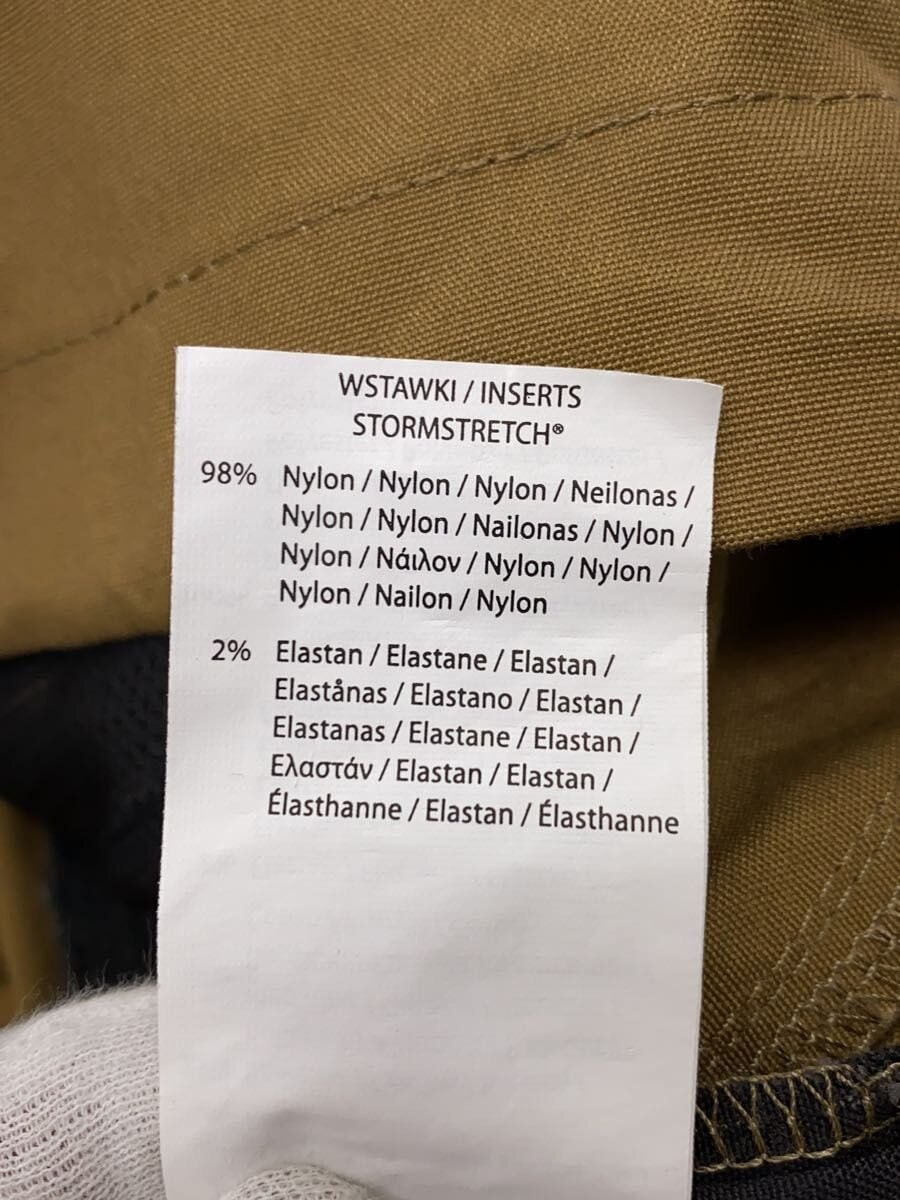 WSTAWKI / INSERTS
STORMSTRETCH®
98% Nylon / Nylon / Nylon / Neilonas /
Nylon / Nylon / Nailonas / Nylon /
Nylon / Νάιλον / Nylon / Nylon /
Nylon / Nailon / Nylon
2% Elastan / Elastane / Elastan /
Elastånas / Elastano / Elastan /
Elastanas / Elastane / Elastan /
Ελαστάν / Elastan / Elastan /
Élasthanne / Elastan / Élasthanne